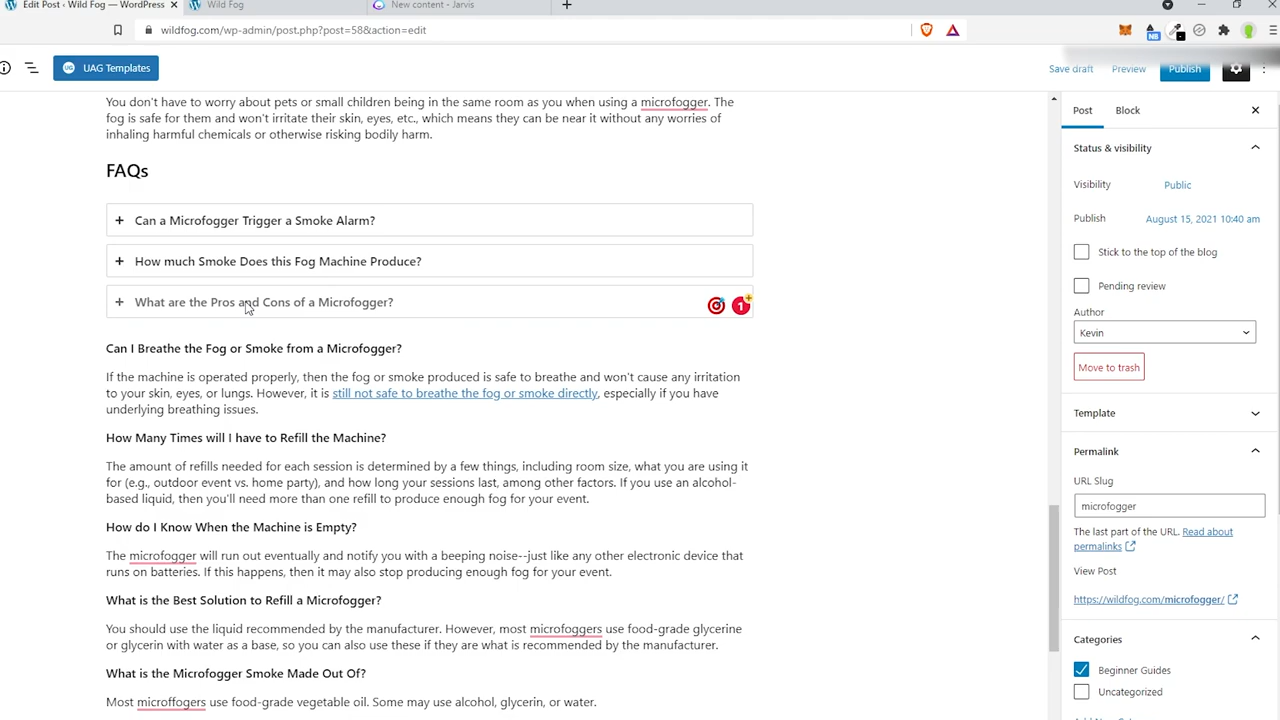 Edit Post ‹ Wild Fog — WordPress
Wild Fog
New content - Jarvis
wildfog.com/wp-admin/post.php?post=58&action=edit
NB
UAG
UAG Templates
Save draft
Preview
Publish
You don't have to worry about pets or small children being in the same room as you when using a microfogger. The
fog is safe for them and won't irritate their skin, eyes, etc., which means they can be near it without any worries of
inhaling harmful chemicals or otherwise risking bodily harm.
FAQs
Can a Microfogger Trigger a Smoke Alarm?
How much Smoke Does this Fog Machine Produce?
What are the Pros and Cons of a Microfogger?
1
Can I Breathe the Fog or Smoke from a Microfogger?
If the machine is operated properly, then the fog or smoke produced is safe to breathe and won't cause any irritation
to your skin, eyes, or lungs. However, it is still not safe to breathe the fog or smoke directly, especially if you have
underlying breathing issues.
How Many Times will I have to Refill the Machine?
The amount of refills needed for each session is determined by a few things, including room size, what you are using it
for (e.g., outdoor event vs. home party), and how long your sessions last, among other factors. If you use an alcohol-
based liquid, then you'll need more than one refill to produce enough fog for your event.
How do I Know When the Machine is Empty?
The microfogger will run out eventually and notify you with a beeping noise--just like any other electronic device that
runs on batteries. If this happens, then it may also stop producing enough fog for your event.
What is the Best Solution to Refill a Microfogger?
You should use the liquid recommended by the manufacturer. However, most microfoggers use food-grade glycerine
or glycerin with water as a base, so you can also use these if they are what is recommended by the manufacturer.
What is the Microfogger Smoke Made Out Of?
Most microffogers use food-grade vegetable oil. Some may use alcohol, glycerin, or water.
Post
Block
Status & visibility
Visibility
Public
Publish
August 15, 2021 10:40 am
Stick to the top of the blog
Pending review
Author
Kevin
Move to trash
Template
Permalink
URL Slug
microfogger
The last part of the URL. Read about
permalinks
View Post
https://wildfog.com/microfogger/
Categories
Beginner Guides
Uncategorized